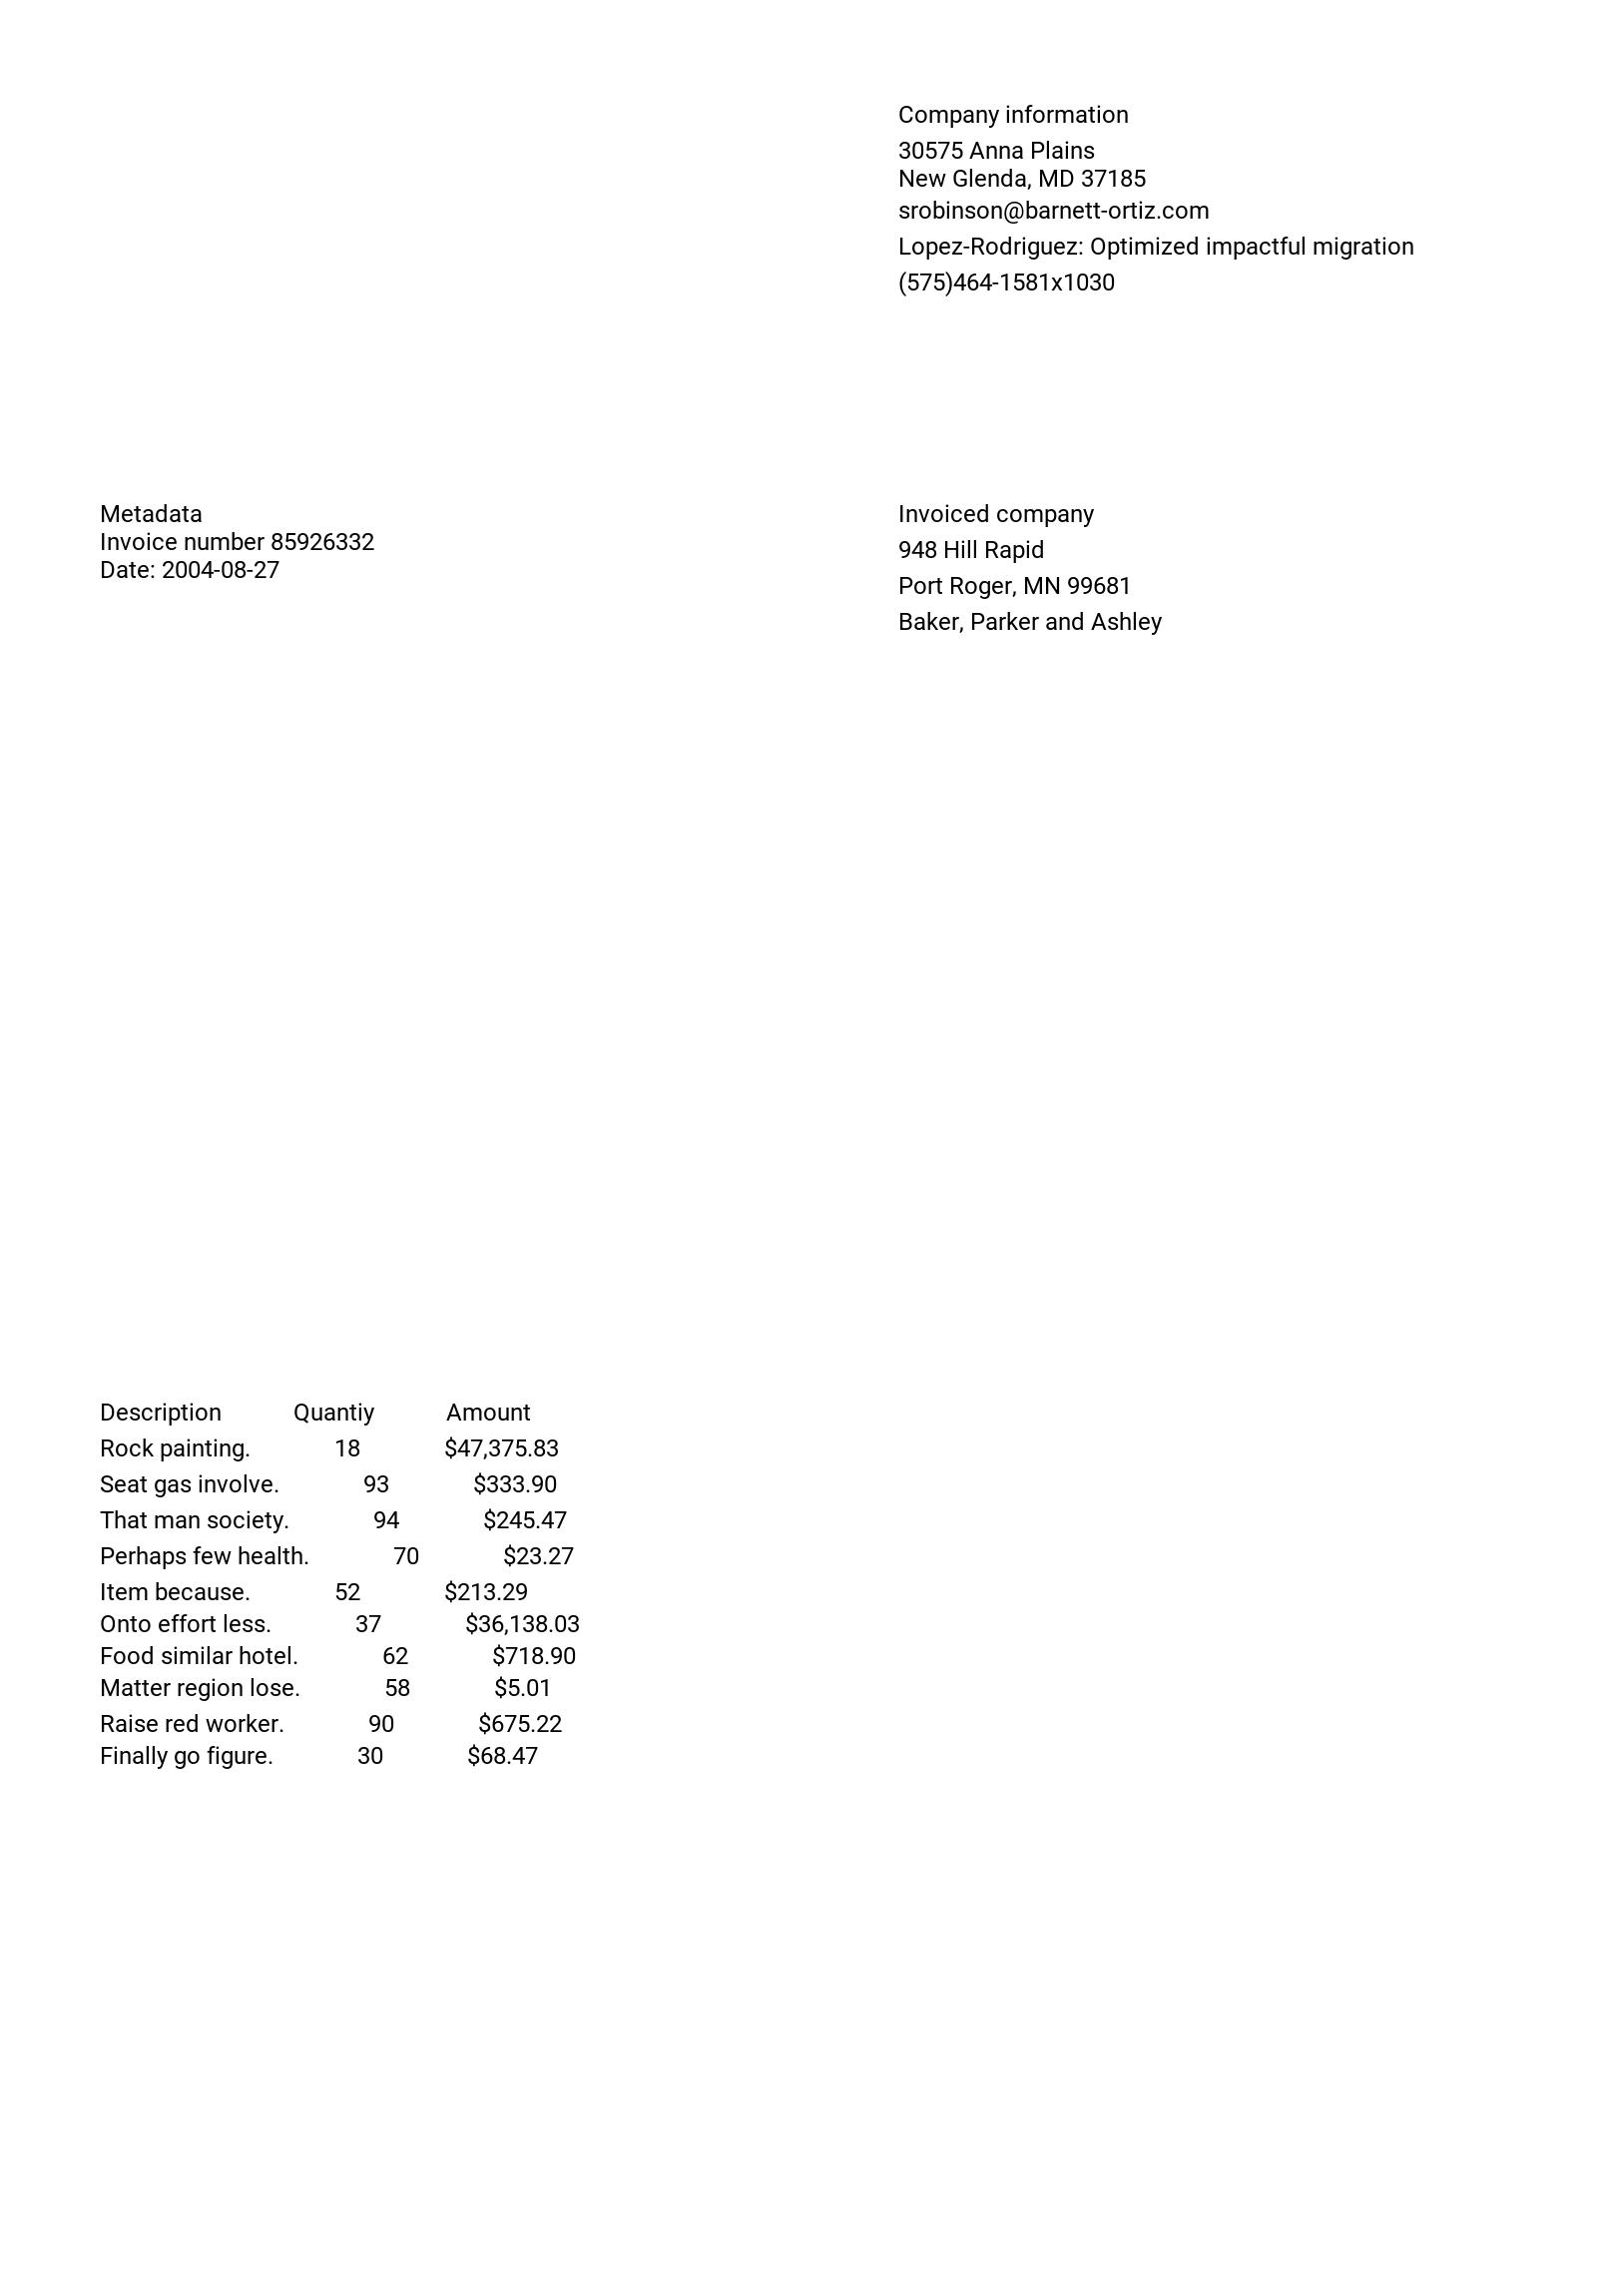 Company information
30575 Anna Plains
New Glenda, MD 37185
srobinson@barnett-ortiz.com
Lopez-Rodriguez: Optimized impactful migration
(575)464-1581x1030
Metadata
Invoice number 85926332
Date: 2004-08-27
Invoiced company
948 Hill Rapid
Port Roger, MN 99681
Baker, Parker and Ashley
Description Quantiy Amount
Rock painting. 18 $47,375.83
Seat gas involve. 93 $333.90
That man society. 94 $245.47
Perhaps few health. 70 $23.27
Item because. 52 $213.29
Onto effort less. 37 $36,138.03
Food similar hotel. 62 $718.90
Matter region lose. 58 $5.01
Raise red worker. 90 $675.22
Finally go figure. 30 $68.47